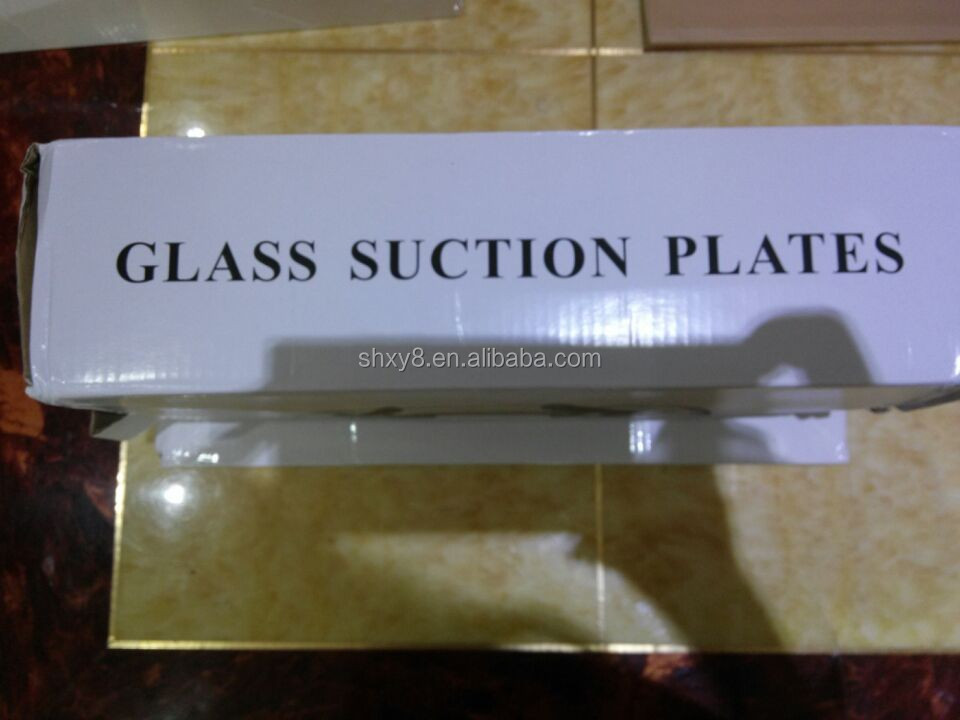 GLASS SUCTION PLATES
shxy8.en.alibaba.com